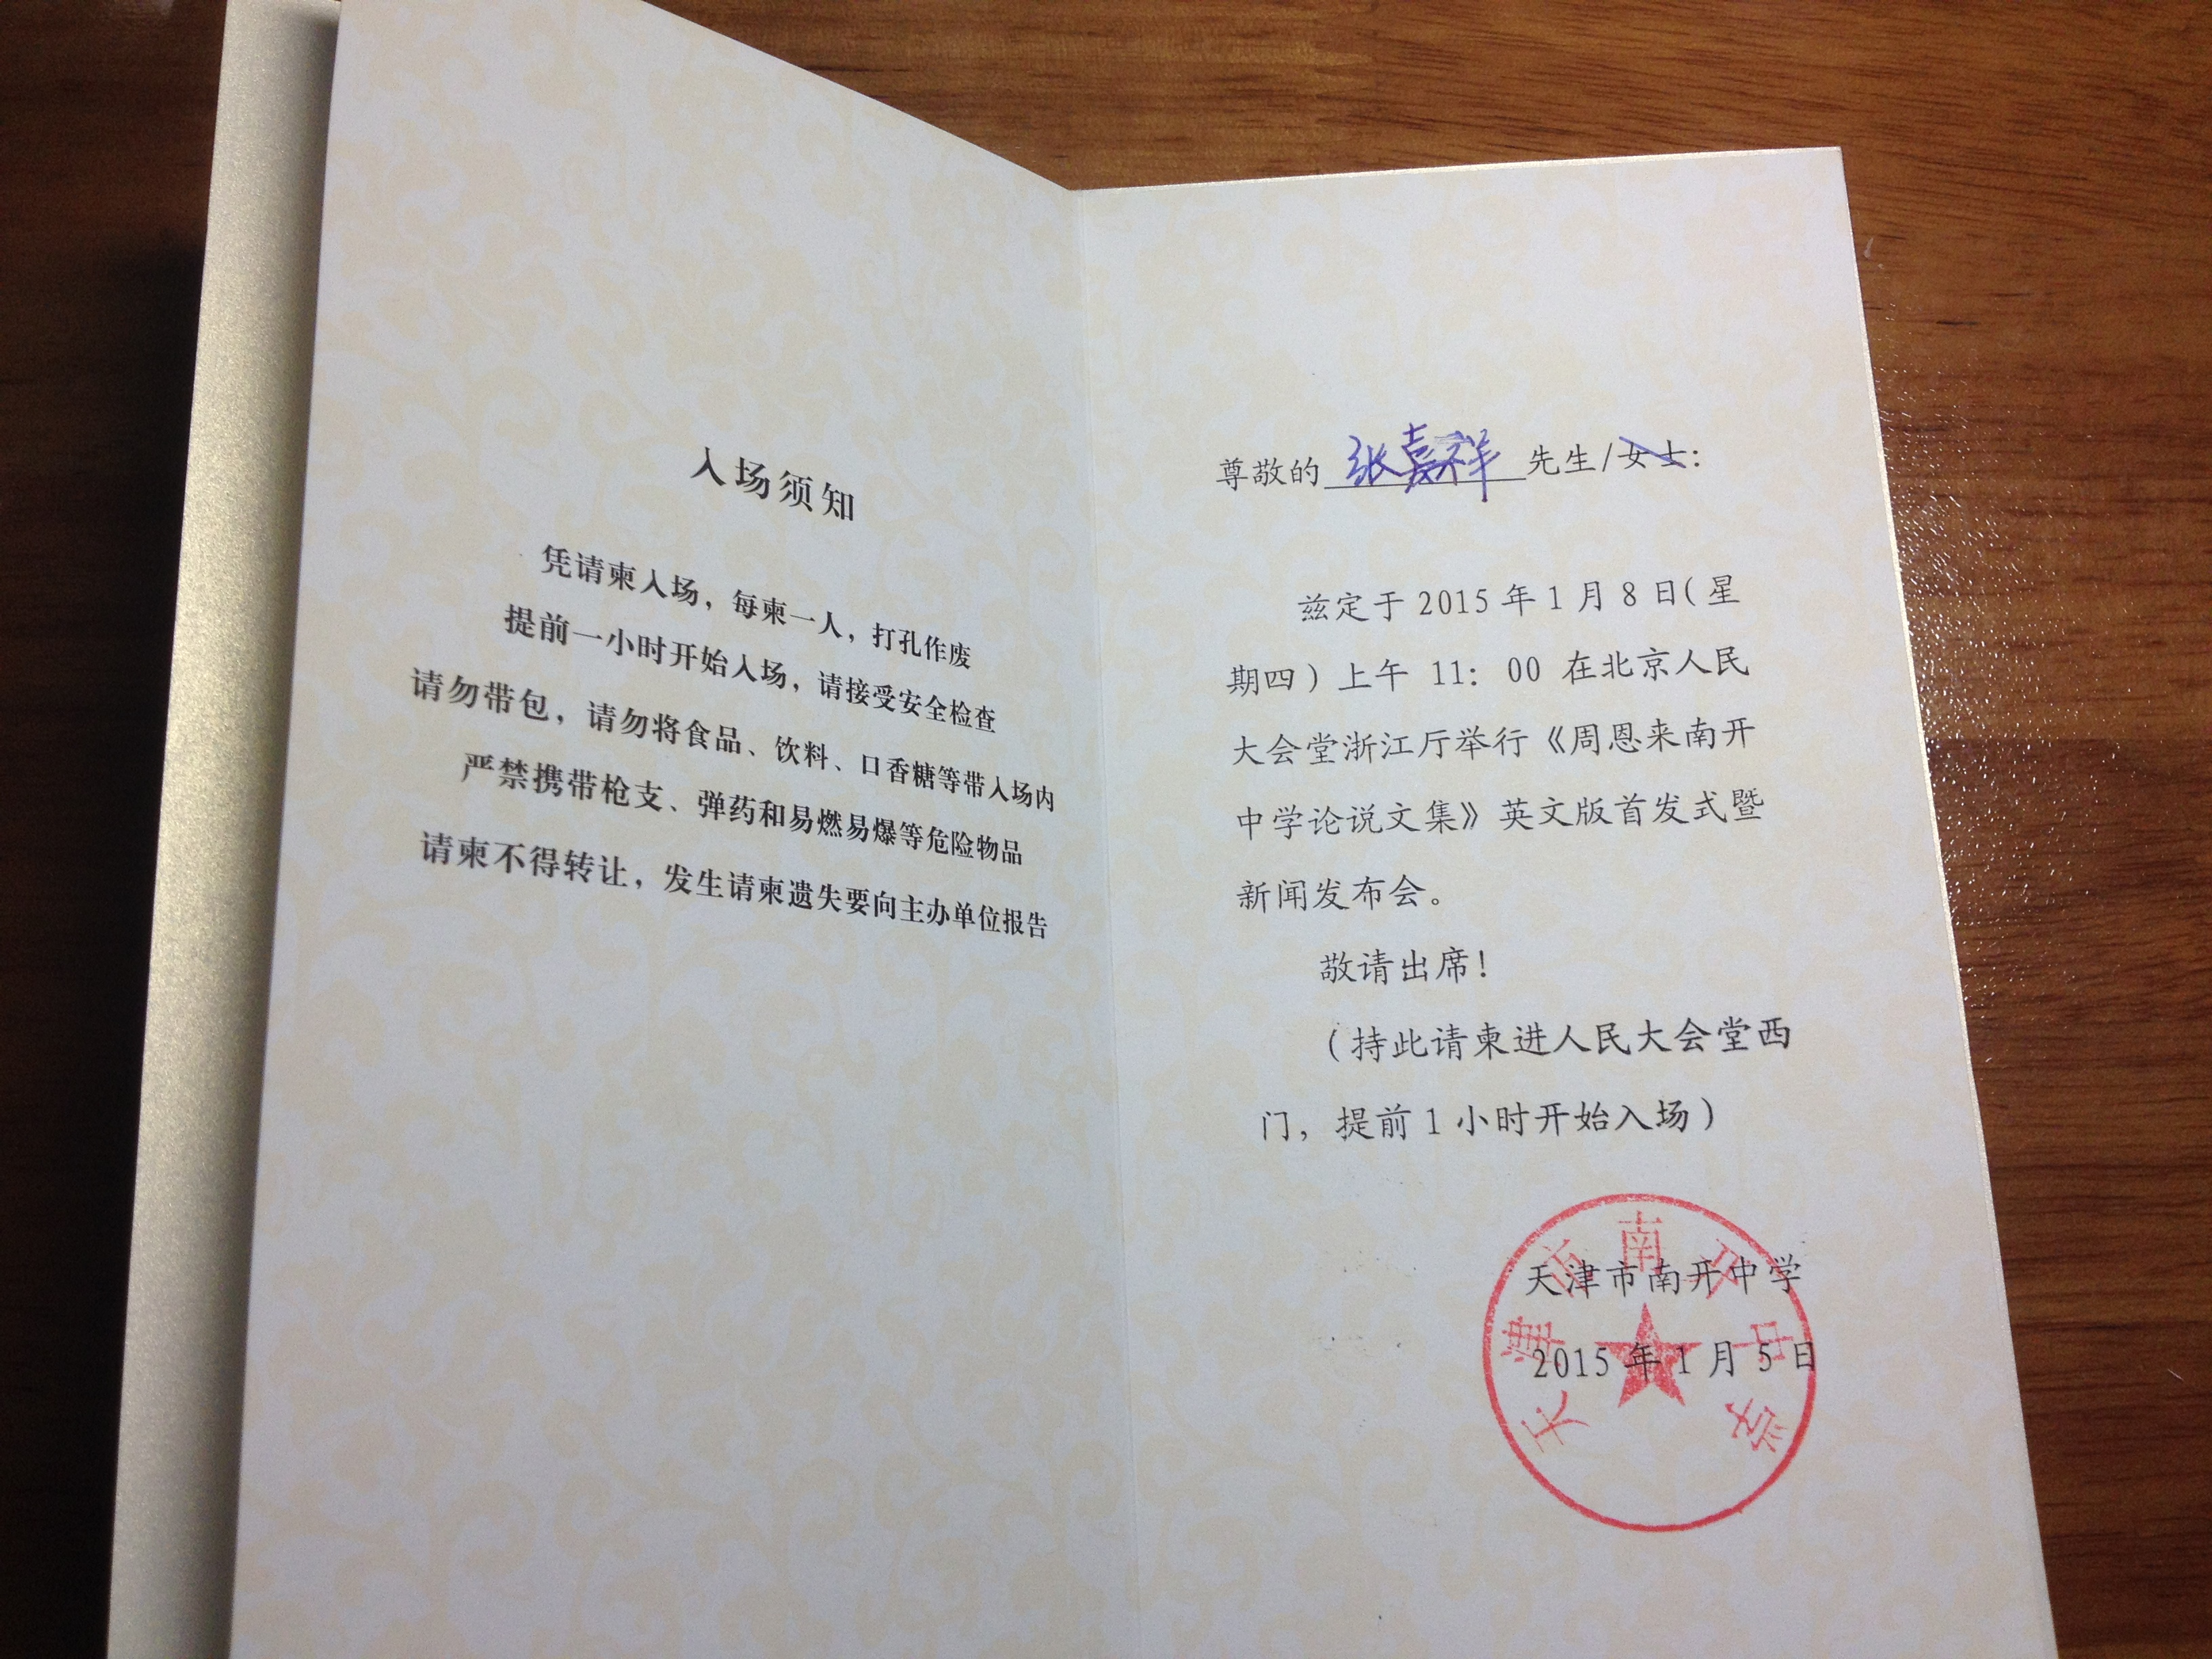 入场须知
凭请柬入场，每柬一人，打孔作废
提前一小时开始入场，请接受安全检查
请勿带包，请勿将食品、饮料、口香糖等带入场内
严禁携带枪支、弹药和易燃易爆等危险物品
请柬不得转让，发生请柬遗失要向主办单位报告
尊敬的张嘉祥先生/女士：
兹定于2015年1月8日（星
期四）上午 11：00 在北京人民
大会堂浙江厅举行《周恩来南开
中学论说文集》英文版首发式暨
新闻发布会。
敬请出席！
（持此请柬进人民大会堂西
门，提前1小时开始入场）
天津市南开中学
2015年1月5日
天津市南开中学